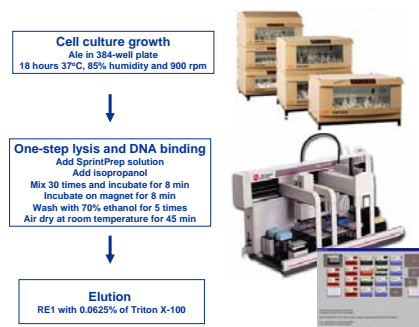 Cell culture growth
Ale in 384-well plate
18 hours 37°C, 85% humidity and 900 rpm
One-step lysis and DNA binding
Add SprintPrep solution
Add isopropanol
Mix 30 times and incubate for 8 min
Incubate on magnet for 8 min
Wash with 70% ethanol for 5 times
Air dry at room temperature for 45 min
Elution
RE1 with 0.0625% of Triton X-100